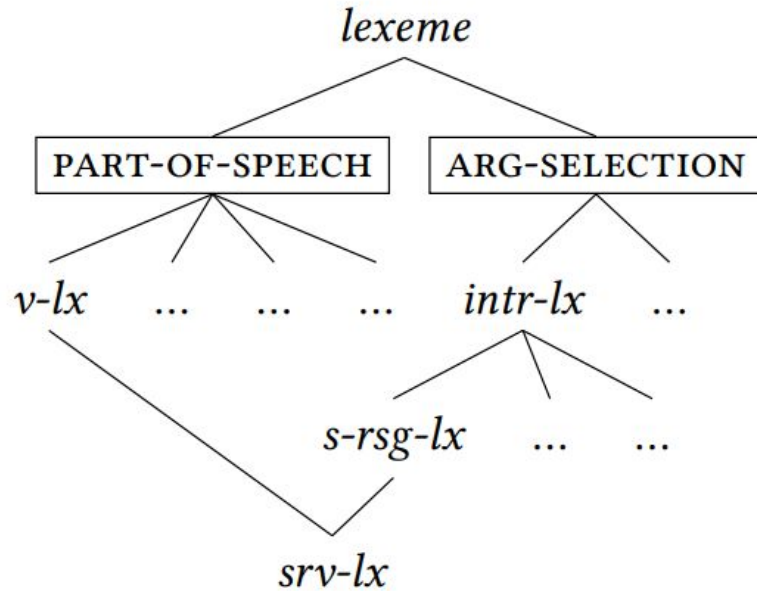 lexeme
PART-OF-SPEECH ARG-SELECTION
v-lx ... ... ... intr-lx ...
s-rsg-lx ... ...
srv-lx